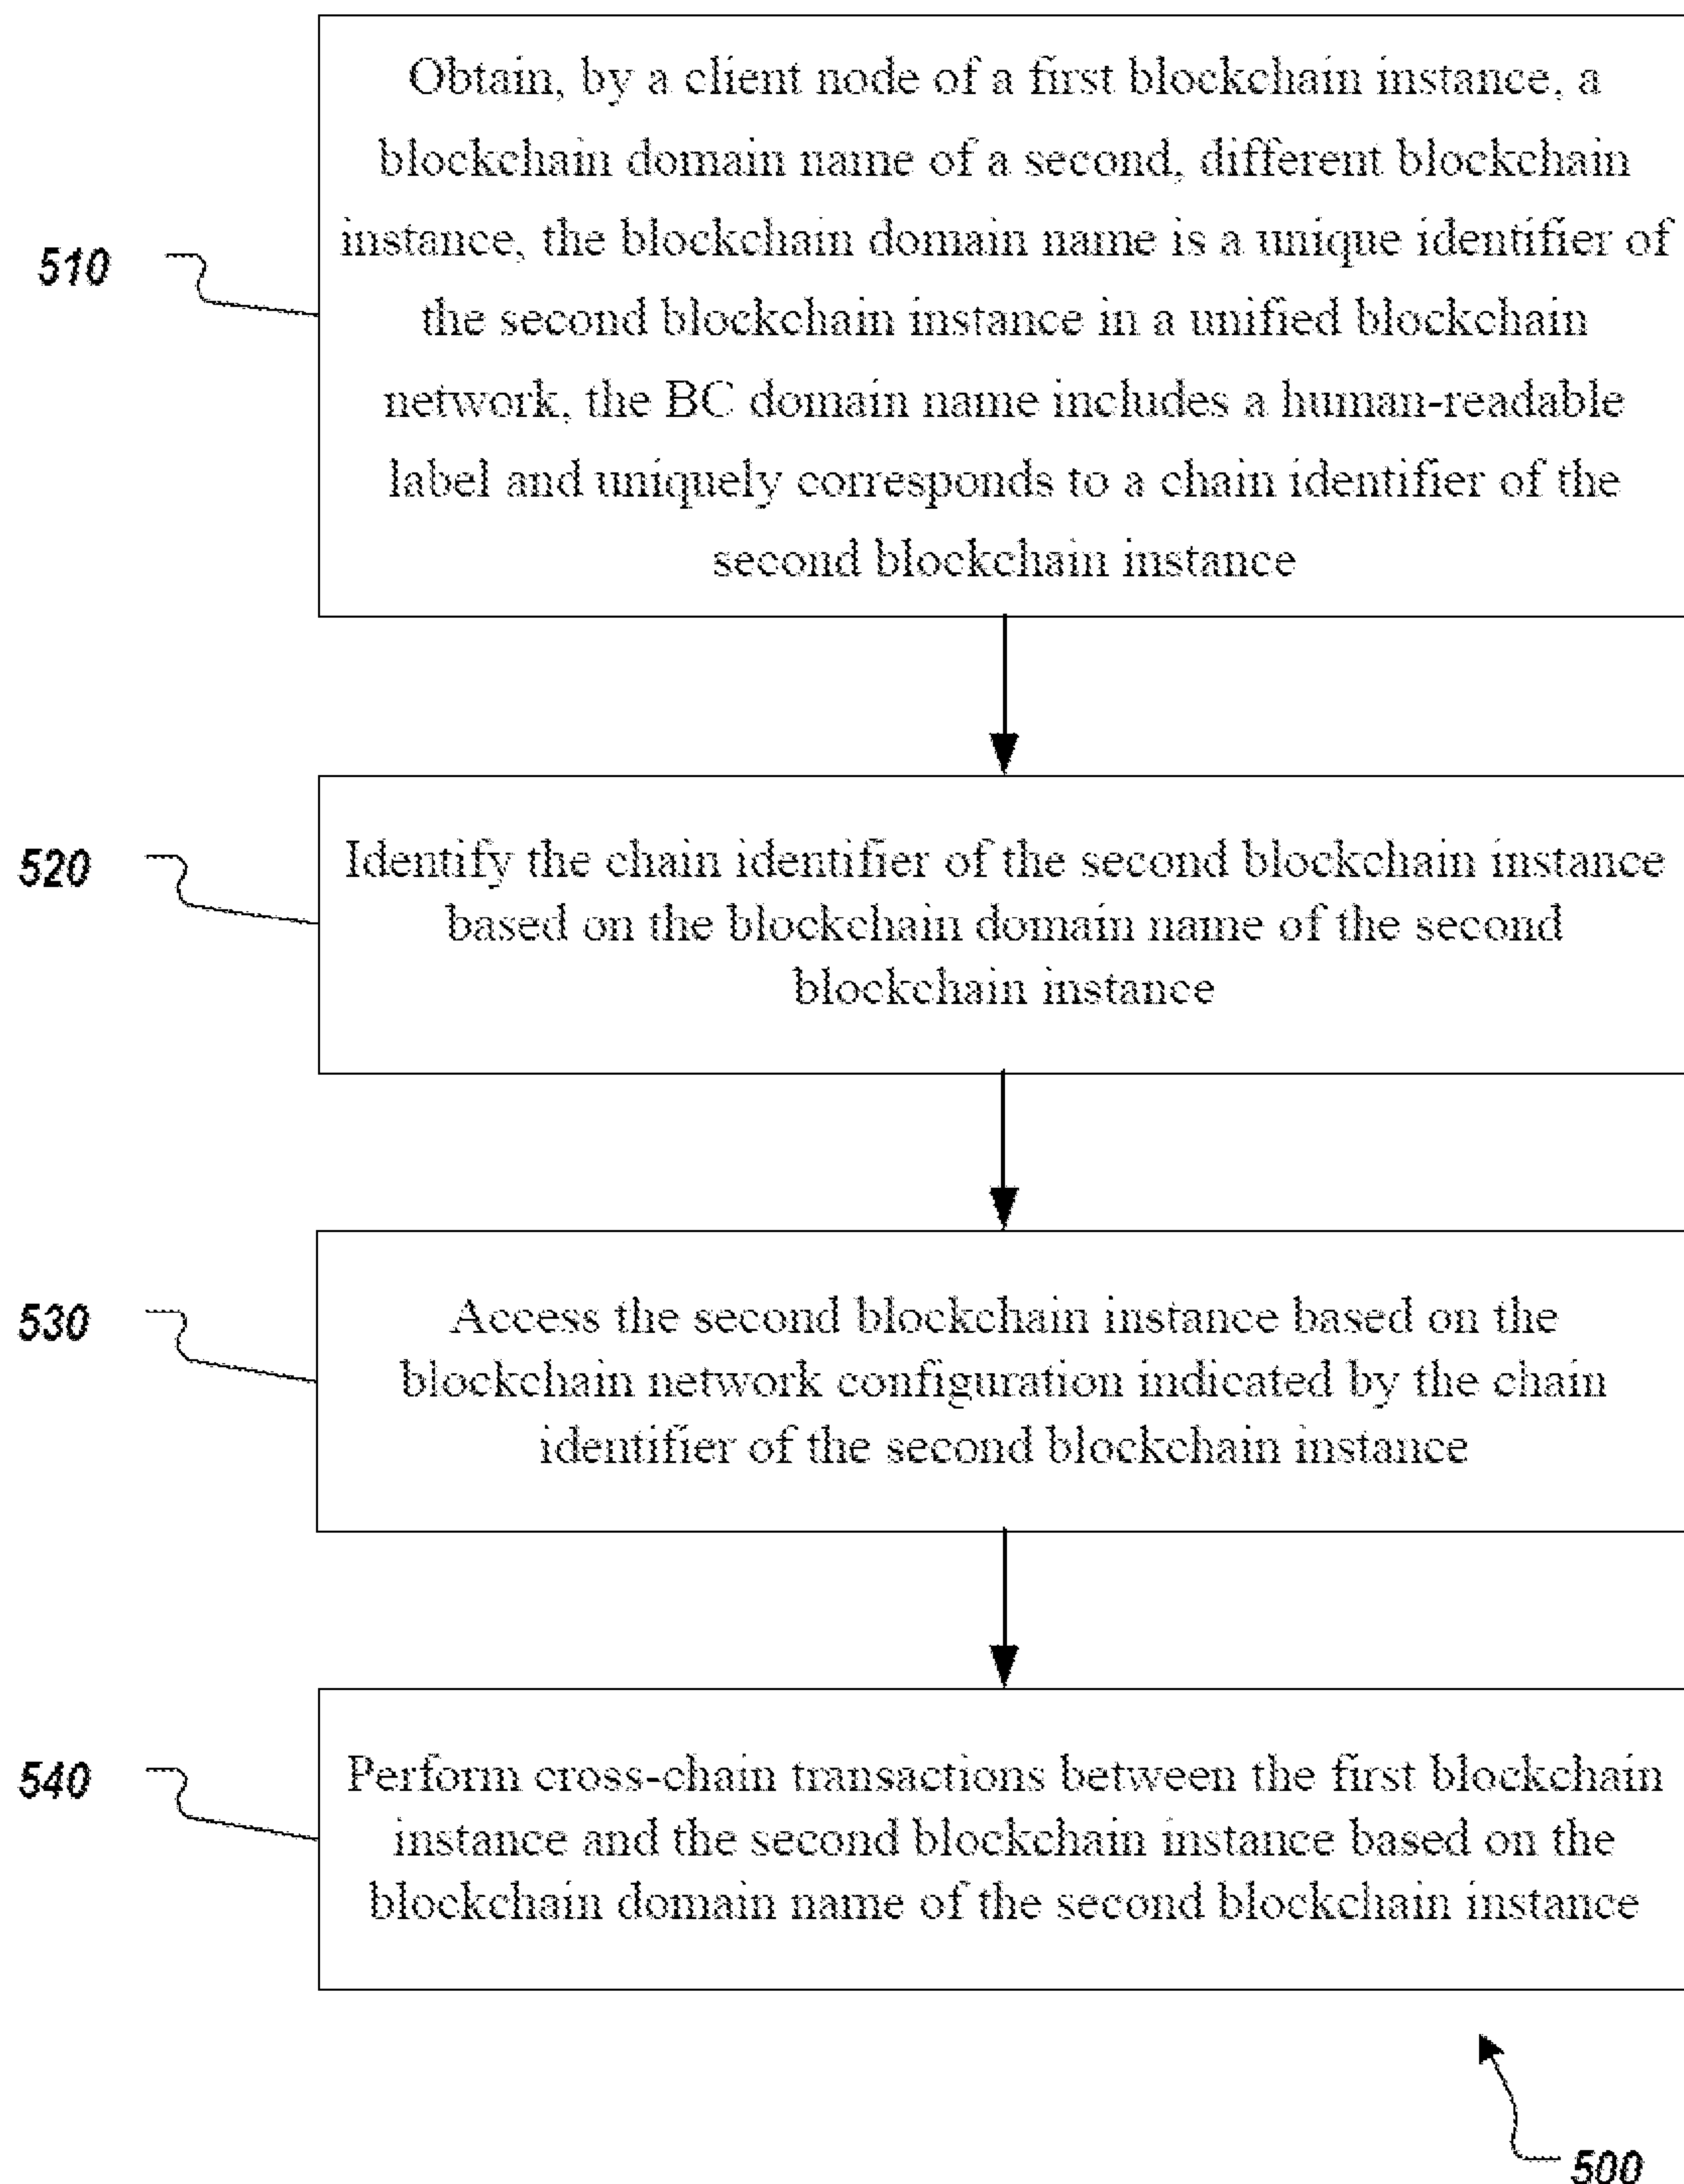 Obtain, by a client node of a first blockchain instance, a
blockchain domain name of a second, different blockchain
instance, the blockchain domain name is a unique identifier of
the second blockchain instance in a unified blockchain
network, the BC domain name includes a human-readable
label and uniquely corresponds to a chain identifier of the
second blockchain instance
510
Identify the chain identifier of the second blockchain instance
based on the blockchain domain name of the second
blockchain instance
520
Access the second blockchain instance based on the
blockchain network configuration indicated by the chain
identifier of the second blockchain instance
530
Perform cross-chain transactions between the first blockchain
instance and the second blockchain instance based on the
blockchain domain name of the second blockchain instance
540
500